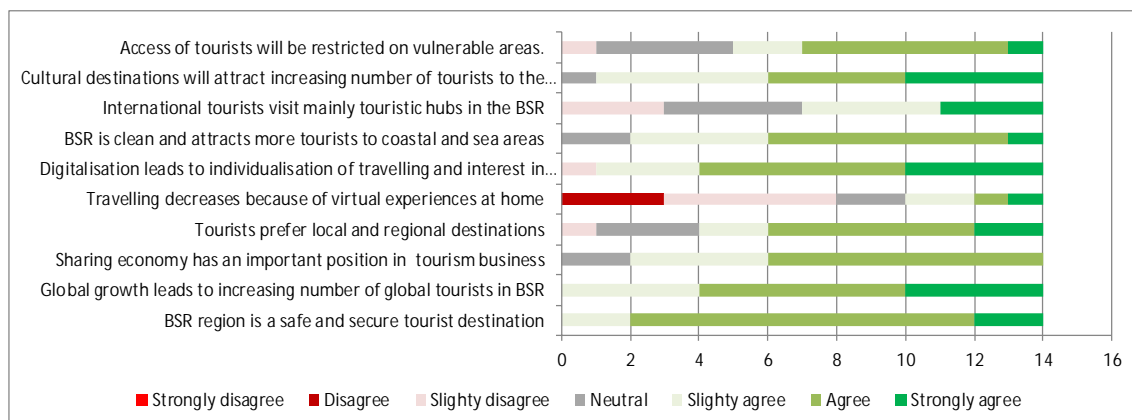 Access of tourists will be restricted on vulnerable areas.
Cultural destinations will attract increasing number of tourists to the...
International tourists visit mainly touristic hubs in the BSR
BSR is clean and attracts more tourists to coastal and sea areas
Digitalisation leads to individualisation of travelling and interest in...
Travelling decreases because of virtual experiences at home
Tourists prefer local and regional destinations
Sharing economy has an important position in tourism business
Global growth leads to increasing number of global tourists in BSR
BSR region is a safe and secure tourist destination
0 2 4 6 8 10 12 14 16
Strongly disagree Disagree Slighty disagree Neutral Slighty agree Agree Strongly agree